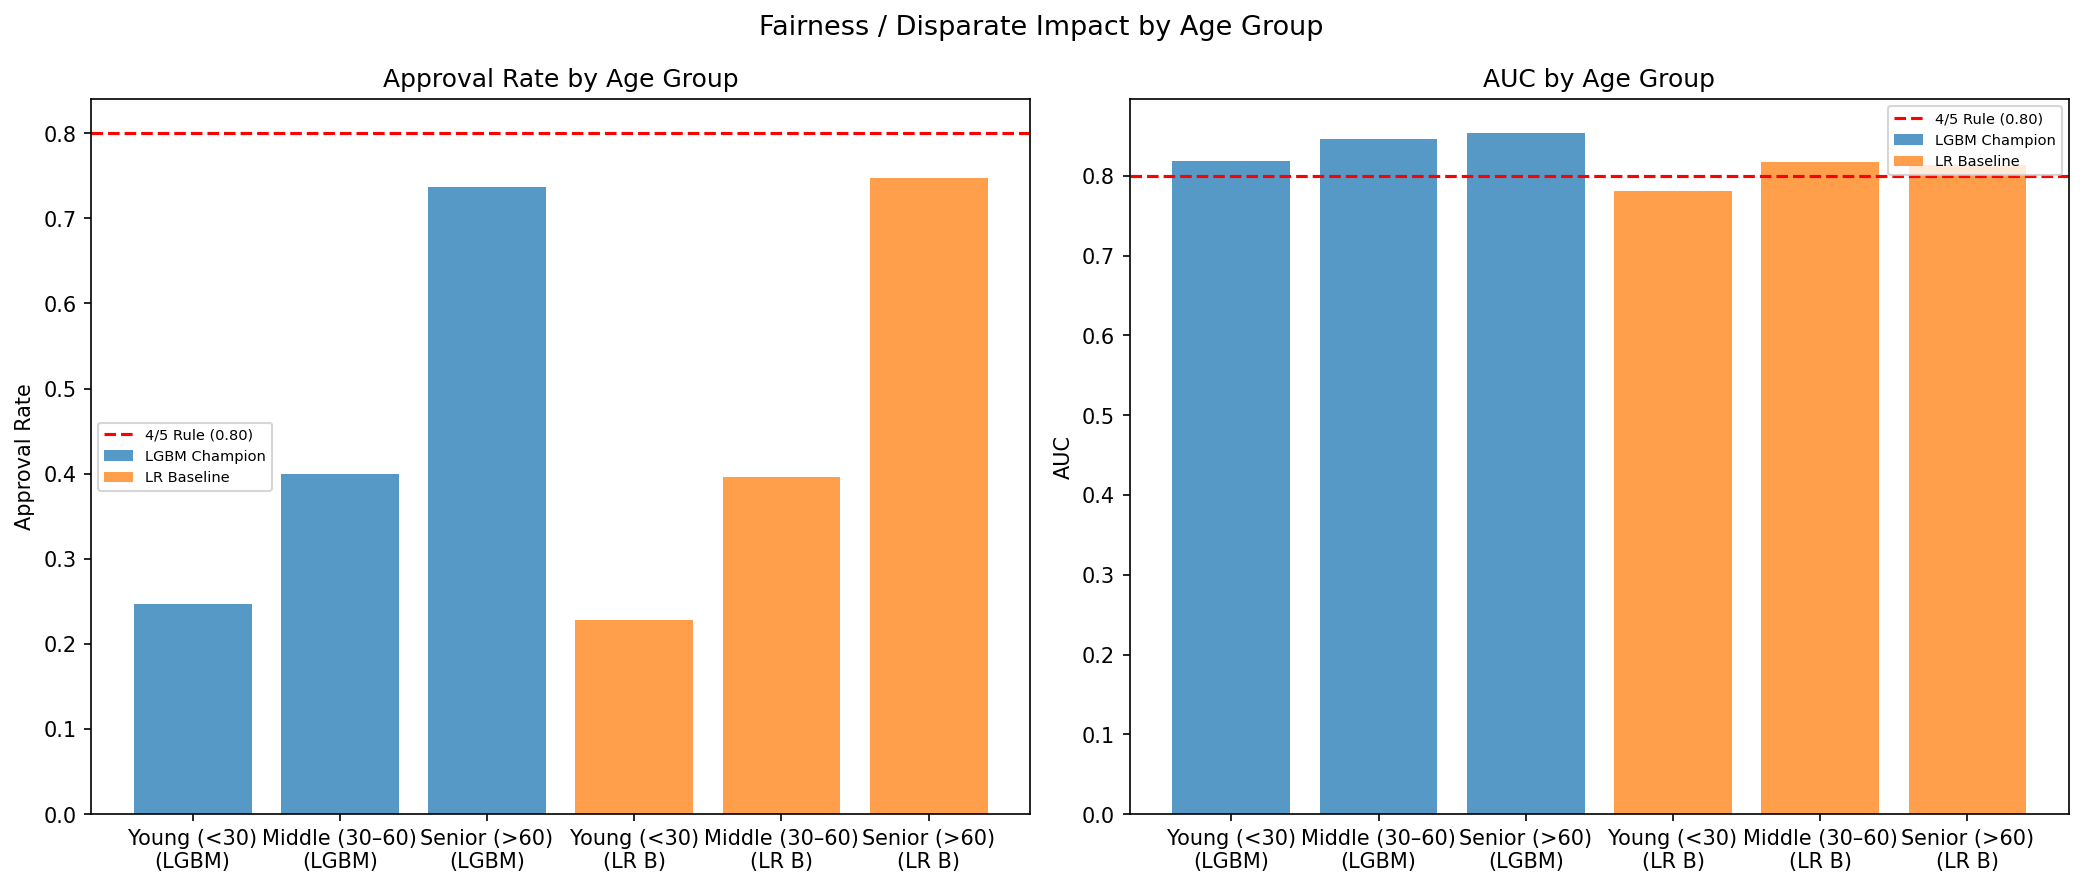 Fairness / Disparate Impact by Age Group
Approval Rate by Age Group
Approval Rate
0.8
0.7
0.6
0.5
0.4
0.3
0.2
0.1
0.0
4/5 Rule (0.80)
LGBM Champion
LR Baseline
Young (<30) Middle (30–60) Senior (>60) Young (<30) Middle (30–60) Senior (>60)
(LGBM) (LGBM) (LGBM) (LR B) (LR B) (LR B)
AUC by Age Group
AUC
0.8
0.7
0.6
0.5
0.4
0.3
0.2
0.1
0.0
4/5 Rule (0.80)
LGBM Champion
LR Baseline
Young (<30) Middle (30–60) Senior (>60) Young (<30) Middle (30–60) Senior (>60)
(LGBM) (LGBM) (LGBM) (LR B) (LR B) (LR B)